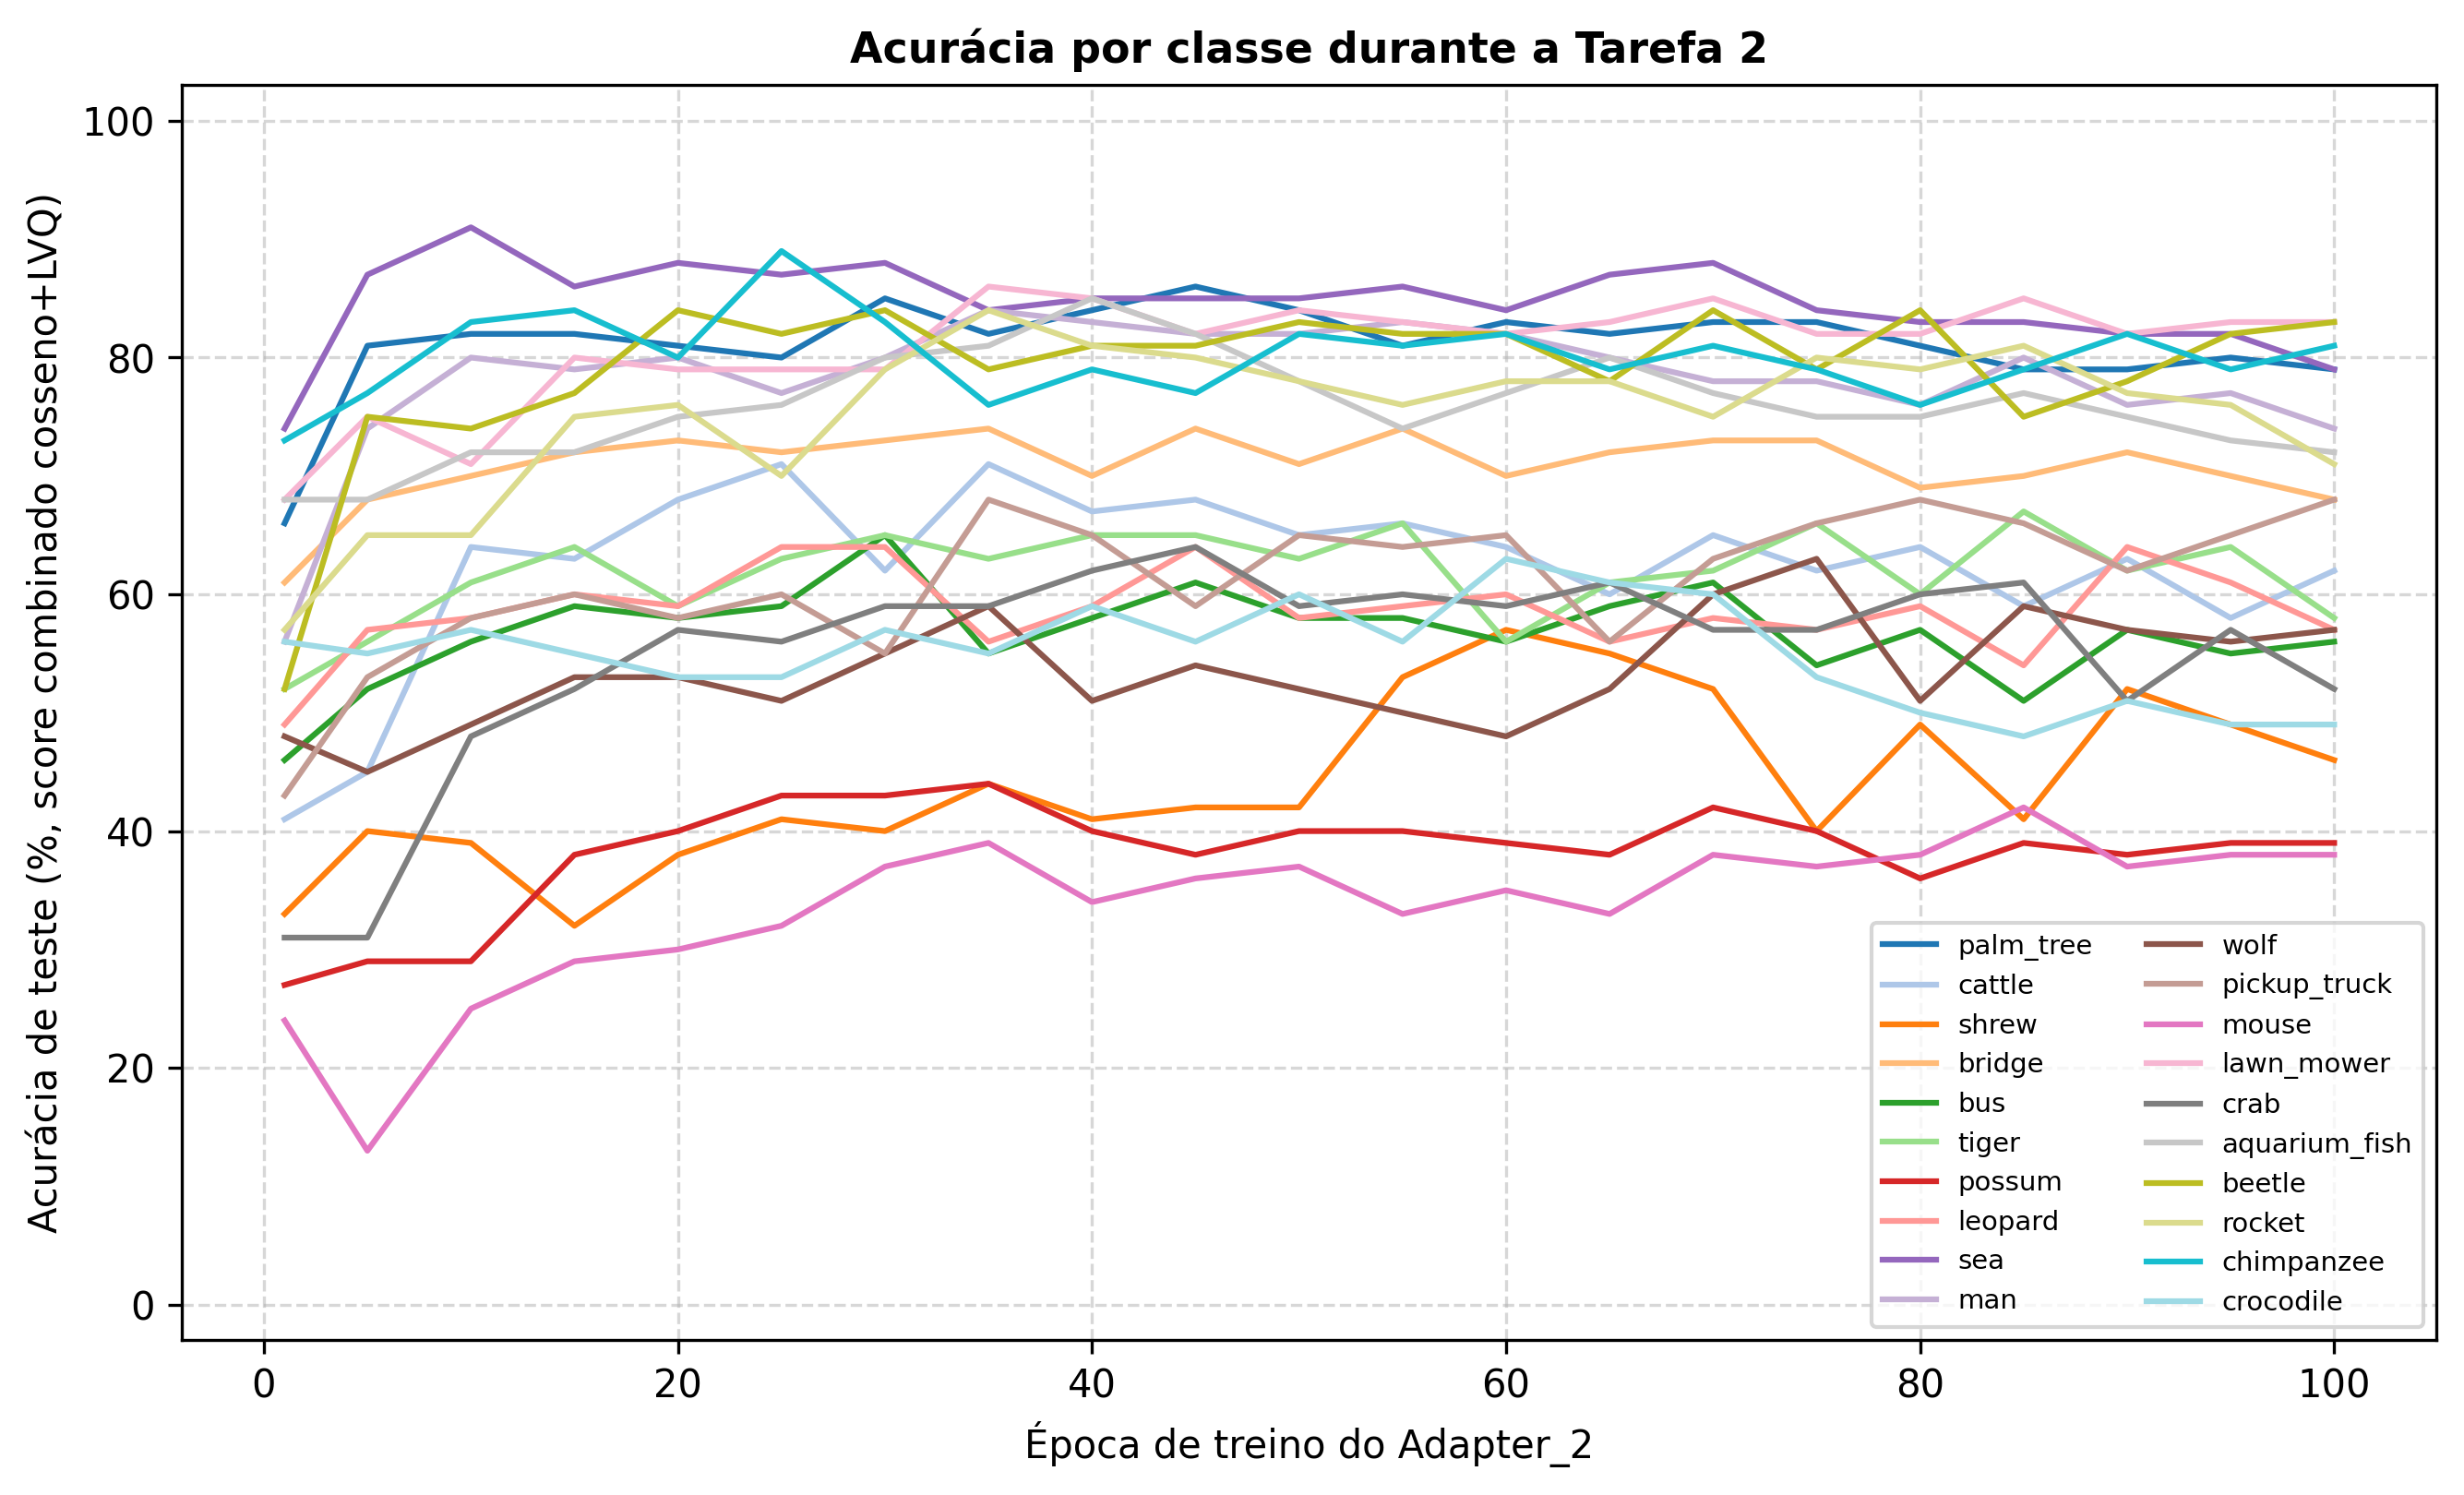 Acurácia por classe durante a Tarefa 2
Acurácia de teste (%, score combinado cosseno+LVQ)
100
80
60
40
20
0
0 20 40 60 80 100
Época de treino do Adapter_2
palm_tree
cattle
shrew
bridge
bus
tiger
possum
leopard
sea
man
wolf
pickup_truck
mouse
lawn_mower
crab
aquarium_fish
beetle
rocket
chimpanzee
crocodile